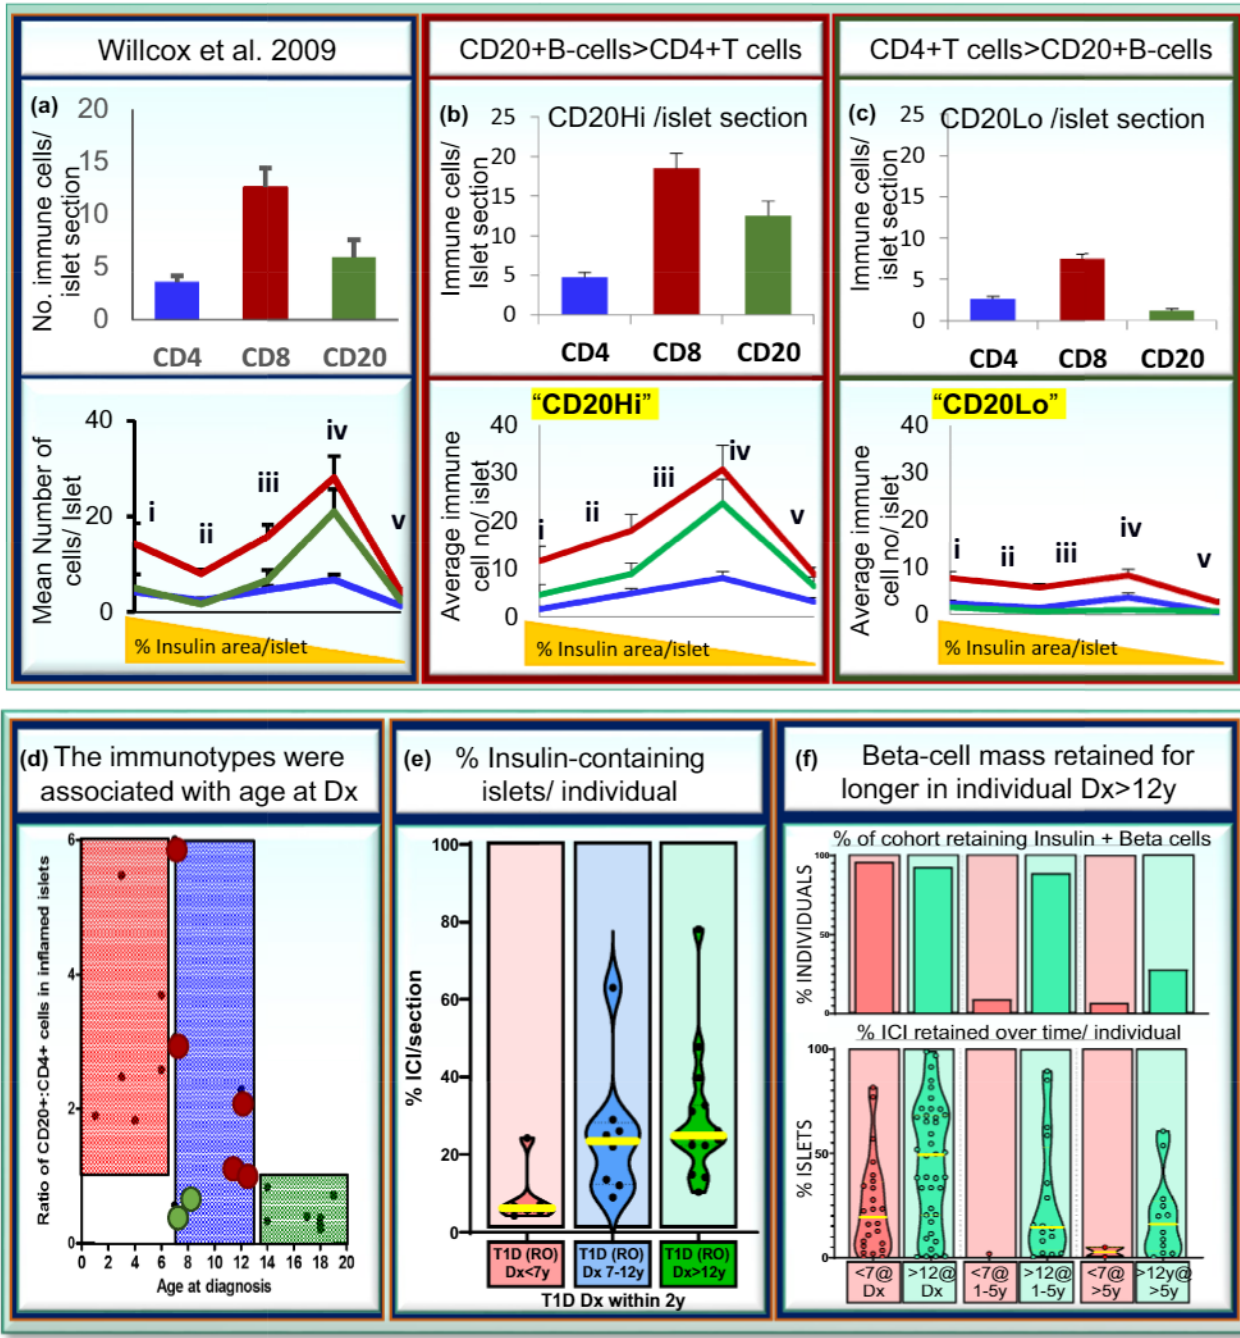 Willcox et al. 2009
(a)
No. immune cells/
islet section
20
15
10
5
0
CD4 CD8 CD20
Mean Number of
cells/ Islet
40
20
0
i
ii
iii
iv
v
% Insulin area/islet
CD20+B-cells>CD4+T cells
(b)
CD20Hi /islet section
Immune cells/
Islet section
25
20
15
10
5
0
CD4 CD8 CD20
“CD20Hi”
Average immune
cell no/ islet
40
30
20
10
0
i
ii
iii
iv
v
% Insulin area/islet
CD4+T cells>CD20+B-cells
(c)
CD20Lo /islet section
Immune cells/
islet section
25
20
15
10
5
0
CD4 CD8 CD20
“CD20Lo”
Average immune
cell no/ islet
40
30
20
10
0
i
ii
iii
iv
v
% Insulin area/islet
(d) The immunotypes were
associated with age at Dx
Ratio of CD20+:CD4+ cells in inflamed islets
6
4
2
0
0 2 4 6 8 10 12 14 16 18 20
Age at diagnosis
(e) % Insulin-containing
islets/ individual
% ICI/section
100
80
60
40
20
0
T1D (RO)
Dx<7y
T1D (RO)
Dx 7-12y
T1D (RO)
Dx>12y
T1D Dx within 2y
(f) Beta-cell mass retained for
longer in individual Dx>12y
% of cohort retaining Insulin + Beta cells
% INDIVIDUALS
100
50
0
% ICI retained over time/ individual
% ISLETS
100
50
0
<7@
Dx
>12@
Dx
<7@
1-5y
>12@
1-5y
<7@
>5y
>12y@
>5y